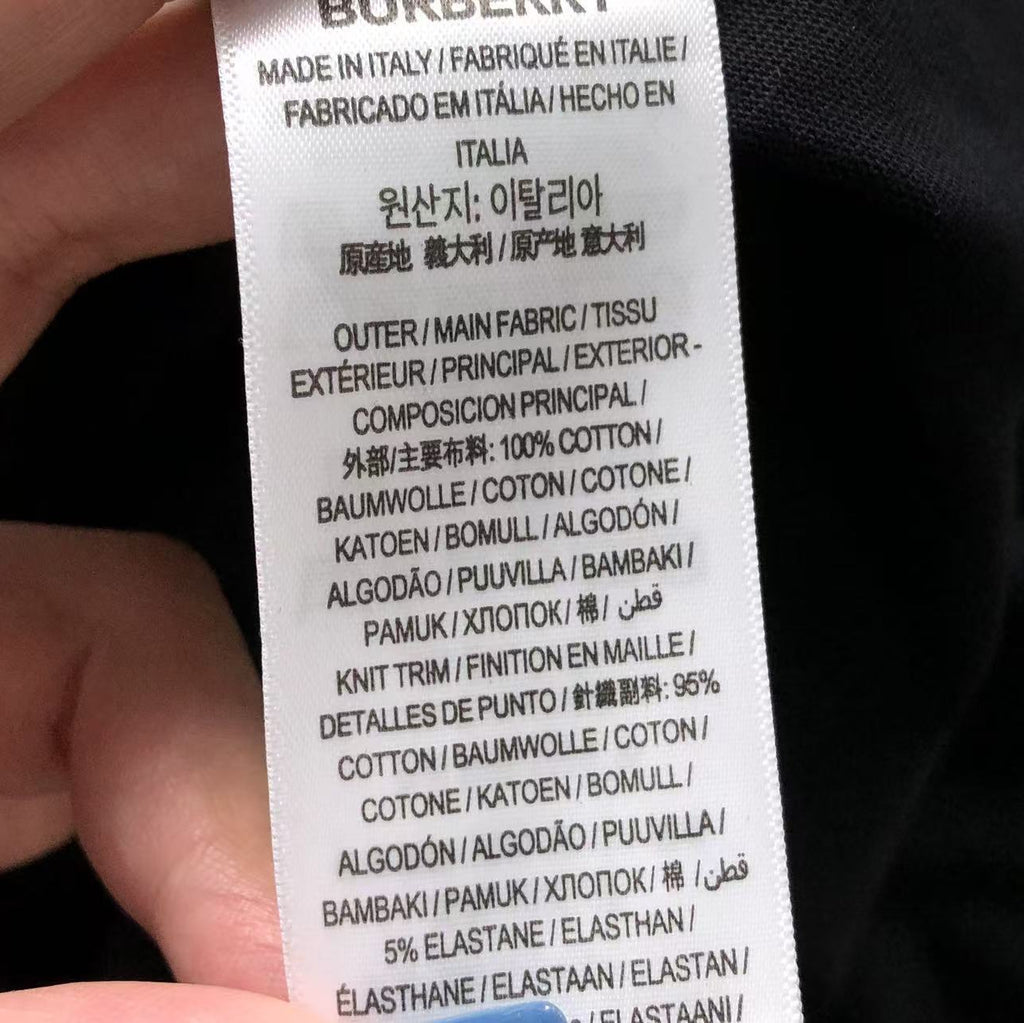 BURBERRY
MADE IN ITALY / FABRIQUÉ EN ITALIE /
FABRICADO EM ITÁLIA / HECHO EN
ITALIA
원산지: 이탈리아
原産地 義大利 / 原产地 意大利
OUTER / MAIN FABRIC / TISSU
EXTÉRIEUR / PRINCIPAL / EXTERIOR -
COMPOSICION PRINCIPAL /
外部/主要布料: 100% COTTON /
BAUMWOLLE / COTON / COTONE /
KATOEN / BOMULL / ALGODÓN /
ALGODÃO / PUUVILLA / BAMBAKI /
PAMUK / ХЛОПОК / 棉 / قطن
KNIT TRIM / FINITION EN MAILLE /
DETALLES DE PUNTO / 針織副料: 95%
COTTON / BAUMWOLLE / COTON /
COTONE / KATOEN / BOMULL /
ALGODÓN / ALGODÃO / PUUVILLA /
BAMBAKI / PAMUK / ХЛОПОК / 棉 / قطن
5% ELASTANE / ELASTHAN /
ÉLASTHANE / ELASTAAN / ELASTAN /
/ ELASTAANI /